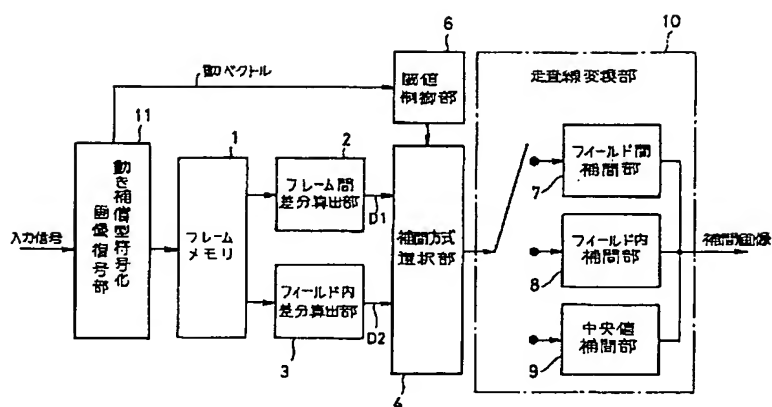 10
6
動ベクトル
閾値
制御部
走査線変換部
11
動き補償型符号化
画像復号部
1
2
フレーム間
差分算出部
D1
フィールド間
補間部
7
入力信号
フレーム
メモリ
補間方式
選択部
フィールド内
補間部
8
補間画像
フィールド内
差分算出部
D2
3
中央値
補間部
9
4